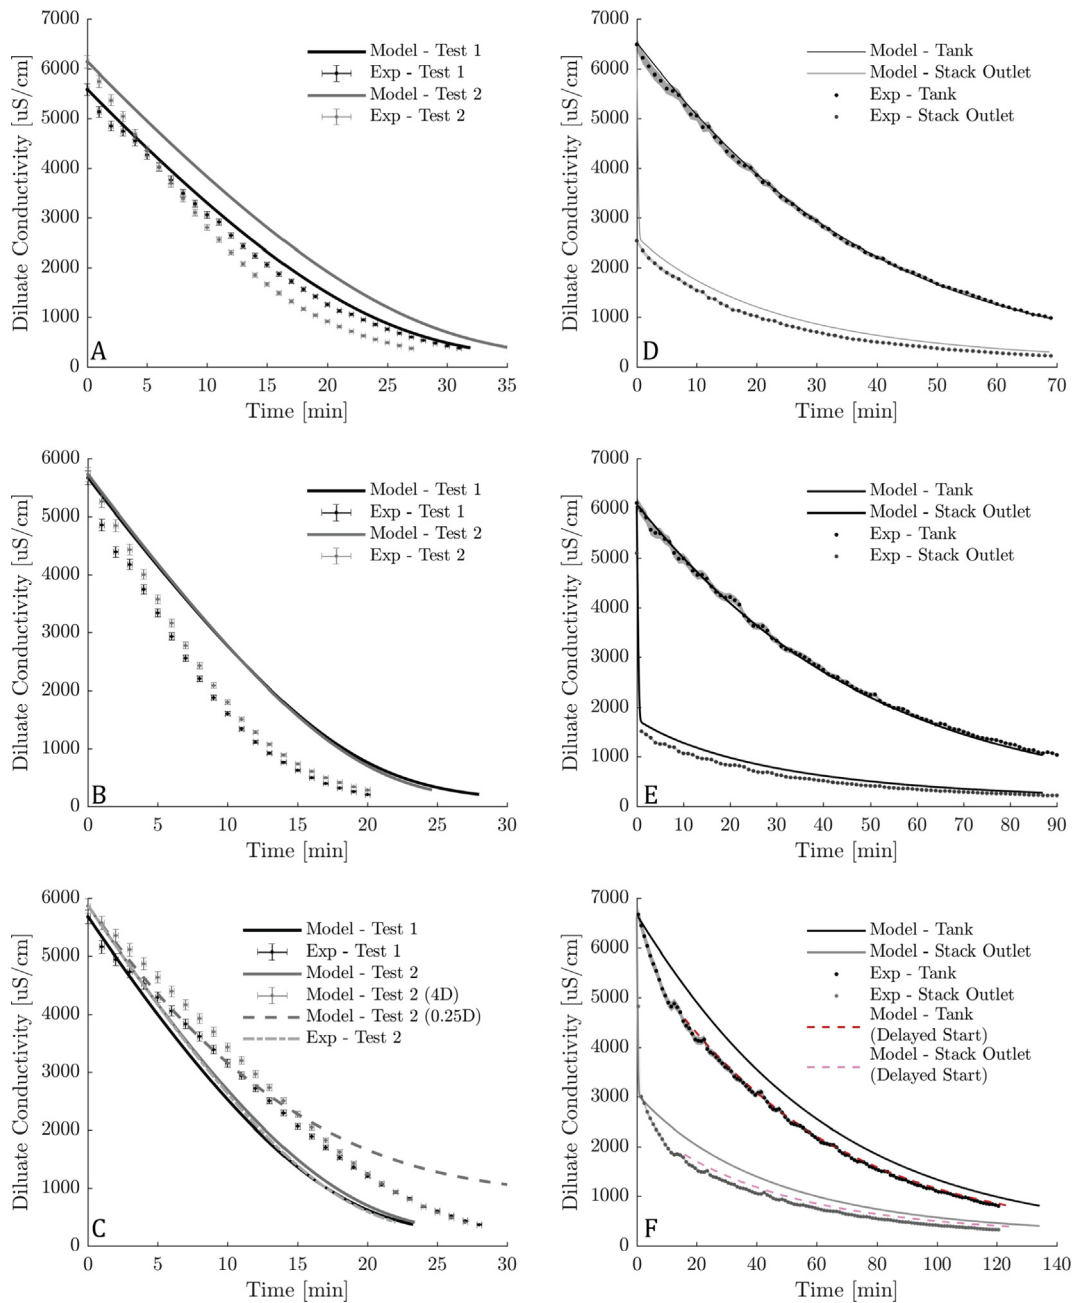 7000
6000
5000
4000
3000
2000
1000
0
Diluate Conductivity [uS/cm]
Model - Test 1
Exp - Test 1
Model - Test 2
Exp - Test 2
A
0 5 10 15 20 25 30 35
Time [min]
7000
6000
5000
4000
3000
2000
1000
0
Diluate Conductivity [uS/cm]
Model - Tank
Model - Stack Outlet
Exp - Tank
Exp - Stack Outlet
D
0 10 20 30 40 50 60 70
Time [min]
6000
5000
4000
3000
2000
1000
0
Diluate Conductivity [uS/cm]
Model - Test 1
Exp - Test 1
Model - Test 2
Exp - Test 2
B
0 5 10 15 20 25 30
Time [min]
7000
6000
5000
4000
3000
2000
1000
0
Diluate Conductivity [uS/cm]
Model - Tank
Model - Stack Outlet
Exp - Tank
Exp - Stack Outlet
E
0 10 20 30 40 50 60 70 80 90
Time [min]
6000
5000
4000
3000
2000
1000
0
Diluate Conductivity [uS/cm]
Model - Test 1
Exp - Test 1
Model - Test 2
Model - Test 2 (4D)
Model - Test 2 (0.25D)
Exp - Test 2
C
0 5 10 15 20 25 30
Time [min]
7000
6000
5000
4000
3000
2000
1000
0
Diluate Conductivity [uS/cm]
Model - Tank
Model - Stack Outlet
Exp - Tank
Exp - Stack Outlet
Model - Tank
(Delayed Start)
Model - Stack Outlet
(Delayed Start)
F
0 20 40 60 80 100 120 140
Time [min]